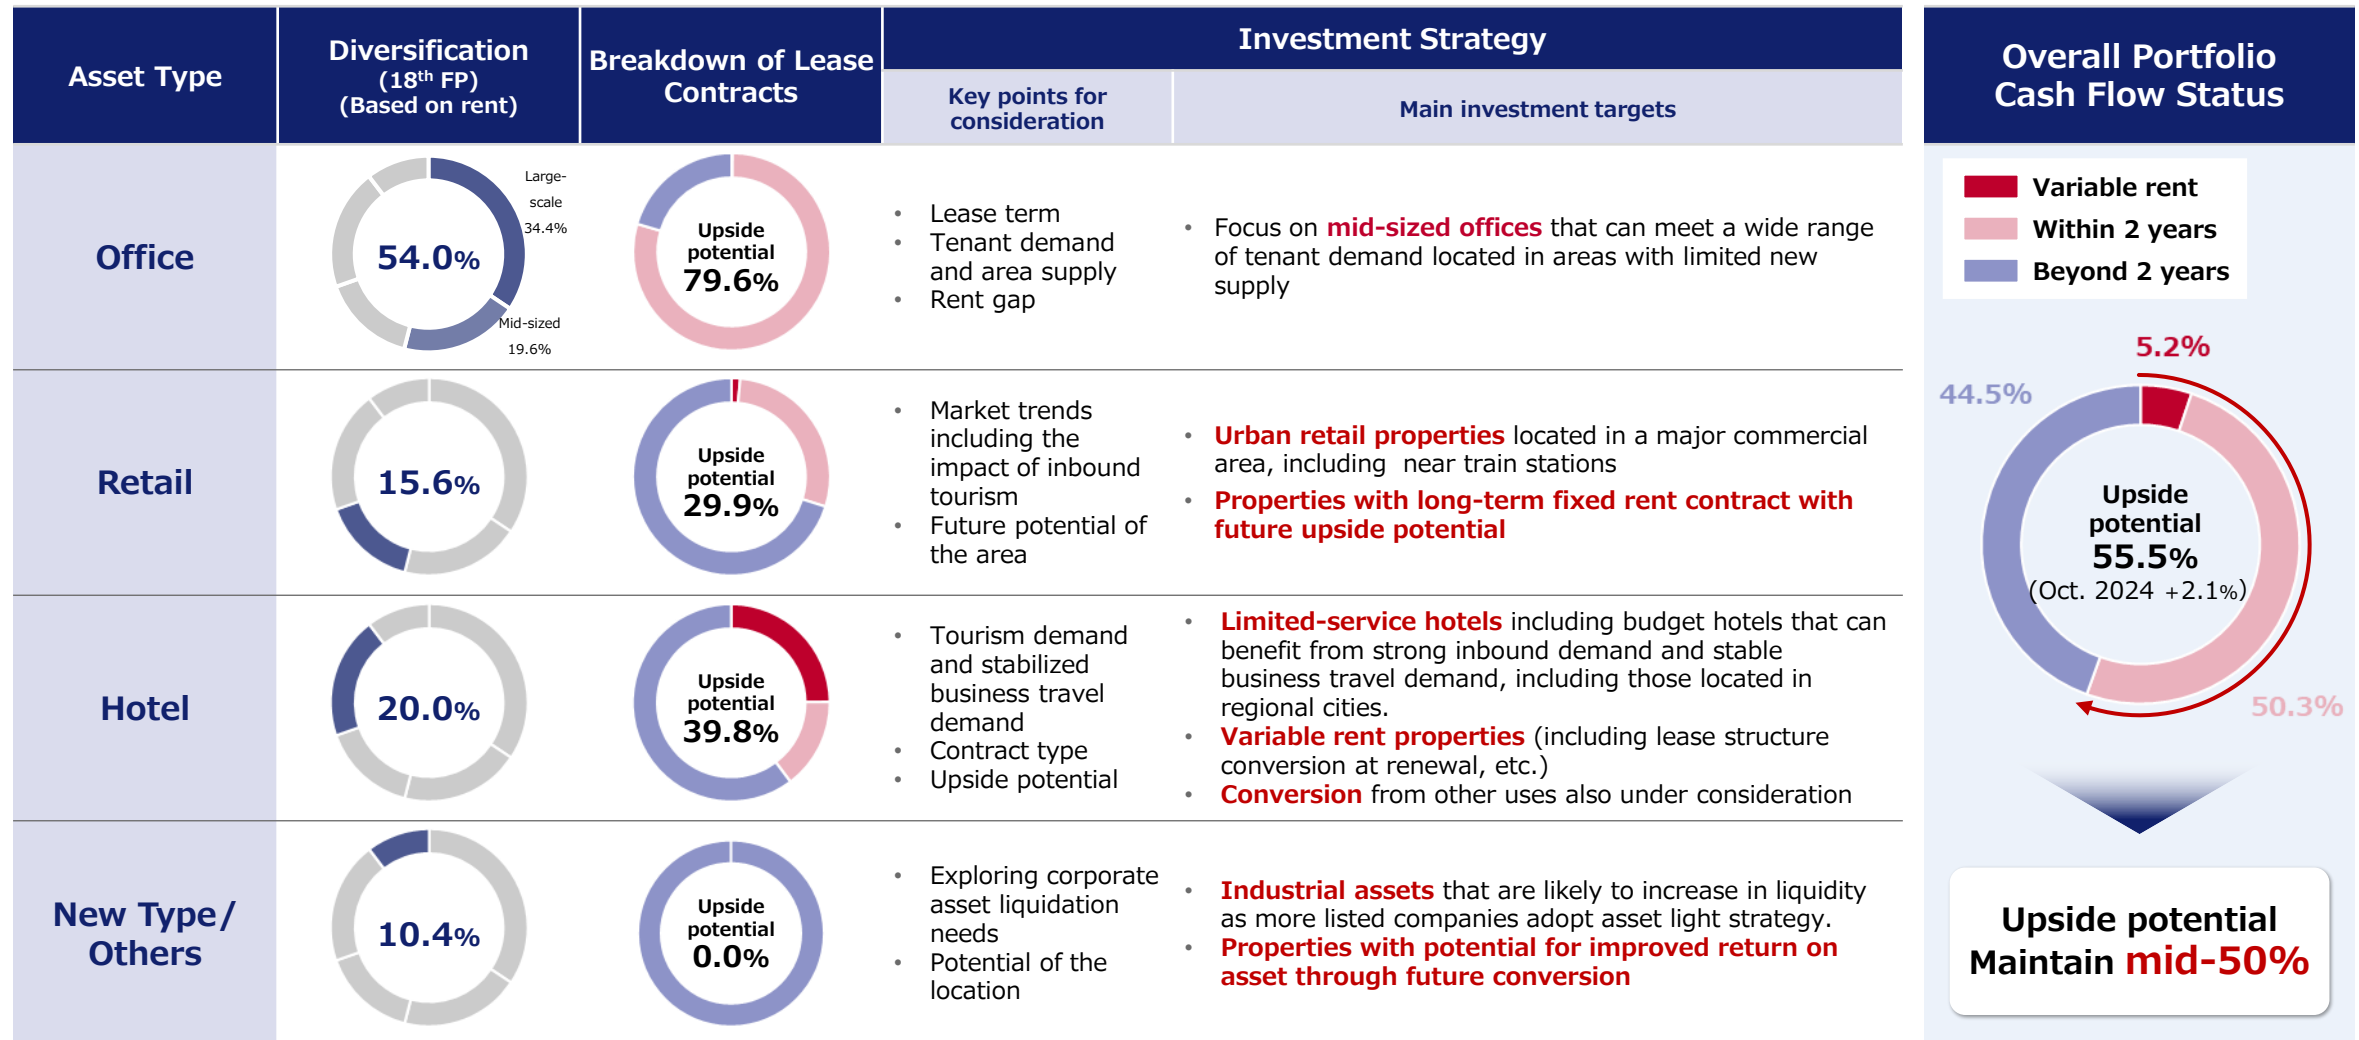 Asset Type
Diversification
(18th FP)
(Based on rent)
Breakdown of Lease
Contracts
Investment Strategy
Key points for
consideration
Main investment targets
Overall Portfolio
Cash Flow Status
Office
54.0%
Large-
scale
34.4%
Mid-sized
19.6%
Upside
potential
79.6%
• Lease term
• Tenant demand
and area supply
• Rent gap
• Focus on mid-sized offices that can meet a wide range
of tenant demand located in areas with limited new
supply
Retail
15.6%
Upside
potential
29.9%
• Market trends
including the
impact of inbound
tourism
• Future potential of
the area
• Urban retail properties located in a major commercial
area, including near train stations
• Properties with long-term fixed rent contract with
future upside potential
Hotel
20.0%
Upside
potential
39.8%
• Tourism demand
and stabilized
business travel
demand
• Contract type
• Upside potential
• Limited-service hotels including budget hotels that can
benefit from strong inbound demand and stable
business travel demand, including those located in
regional cities.
• Variable rent properties (including lease structure
conversion at renewal, etc.)
• Conversion from other uses also under consideration
New Type/
Others
10.4%
Upside
potential
0.0%
• Exploring corporate
asset liquidation
needs
• Potential of the
location
• Industrial assets that are likely to increase in liquidity
as more listed companies adopt asset light strategy.
• Properties with potential for improved return on
asset through future conversion
Variable rent
Within 2 years
Beyond 2 years
5.2%
44.5%
Upside
potential
55.5%
(Oct. 2024 +2.1%)
50.3%
Upside potential
Maintain mid-50%